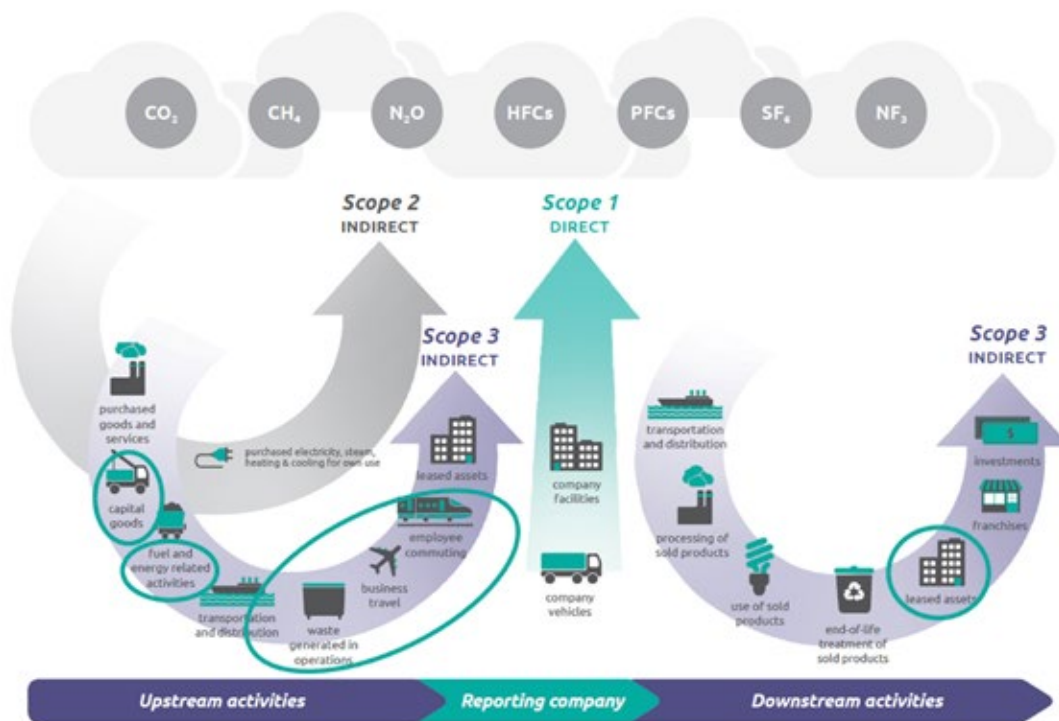 CO₂
CH₄
N₂O
HFCs
PFCs
SF₆
NF₃
Scope 2
INDIRECT
Scope 1
DIRECT
Scope 3
INDIRECT
Scope 3
INDIRECT
purchased
goods and
services
capital
goods
fuel and
energy related
activities
transportation
and distribution
waste
generated in
operations
business
travel
employee
commuting
leased assets
purchased electricity, steam,
heating & cooling for own use
company
facilities
company
vehicles
transportation
and distribution
processing of
sold products
use of sold
products
end-of-life
treatment of
sold products
leased assets
franchises
investments
$
Upstream activities
Reporting company
Downstream activities